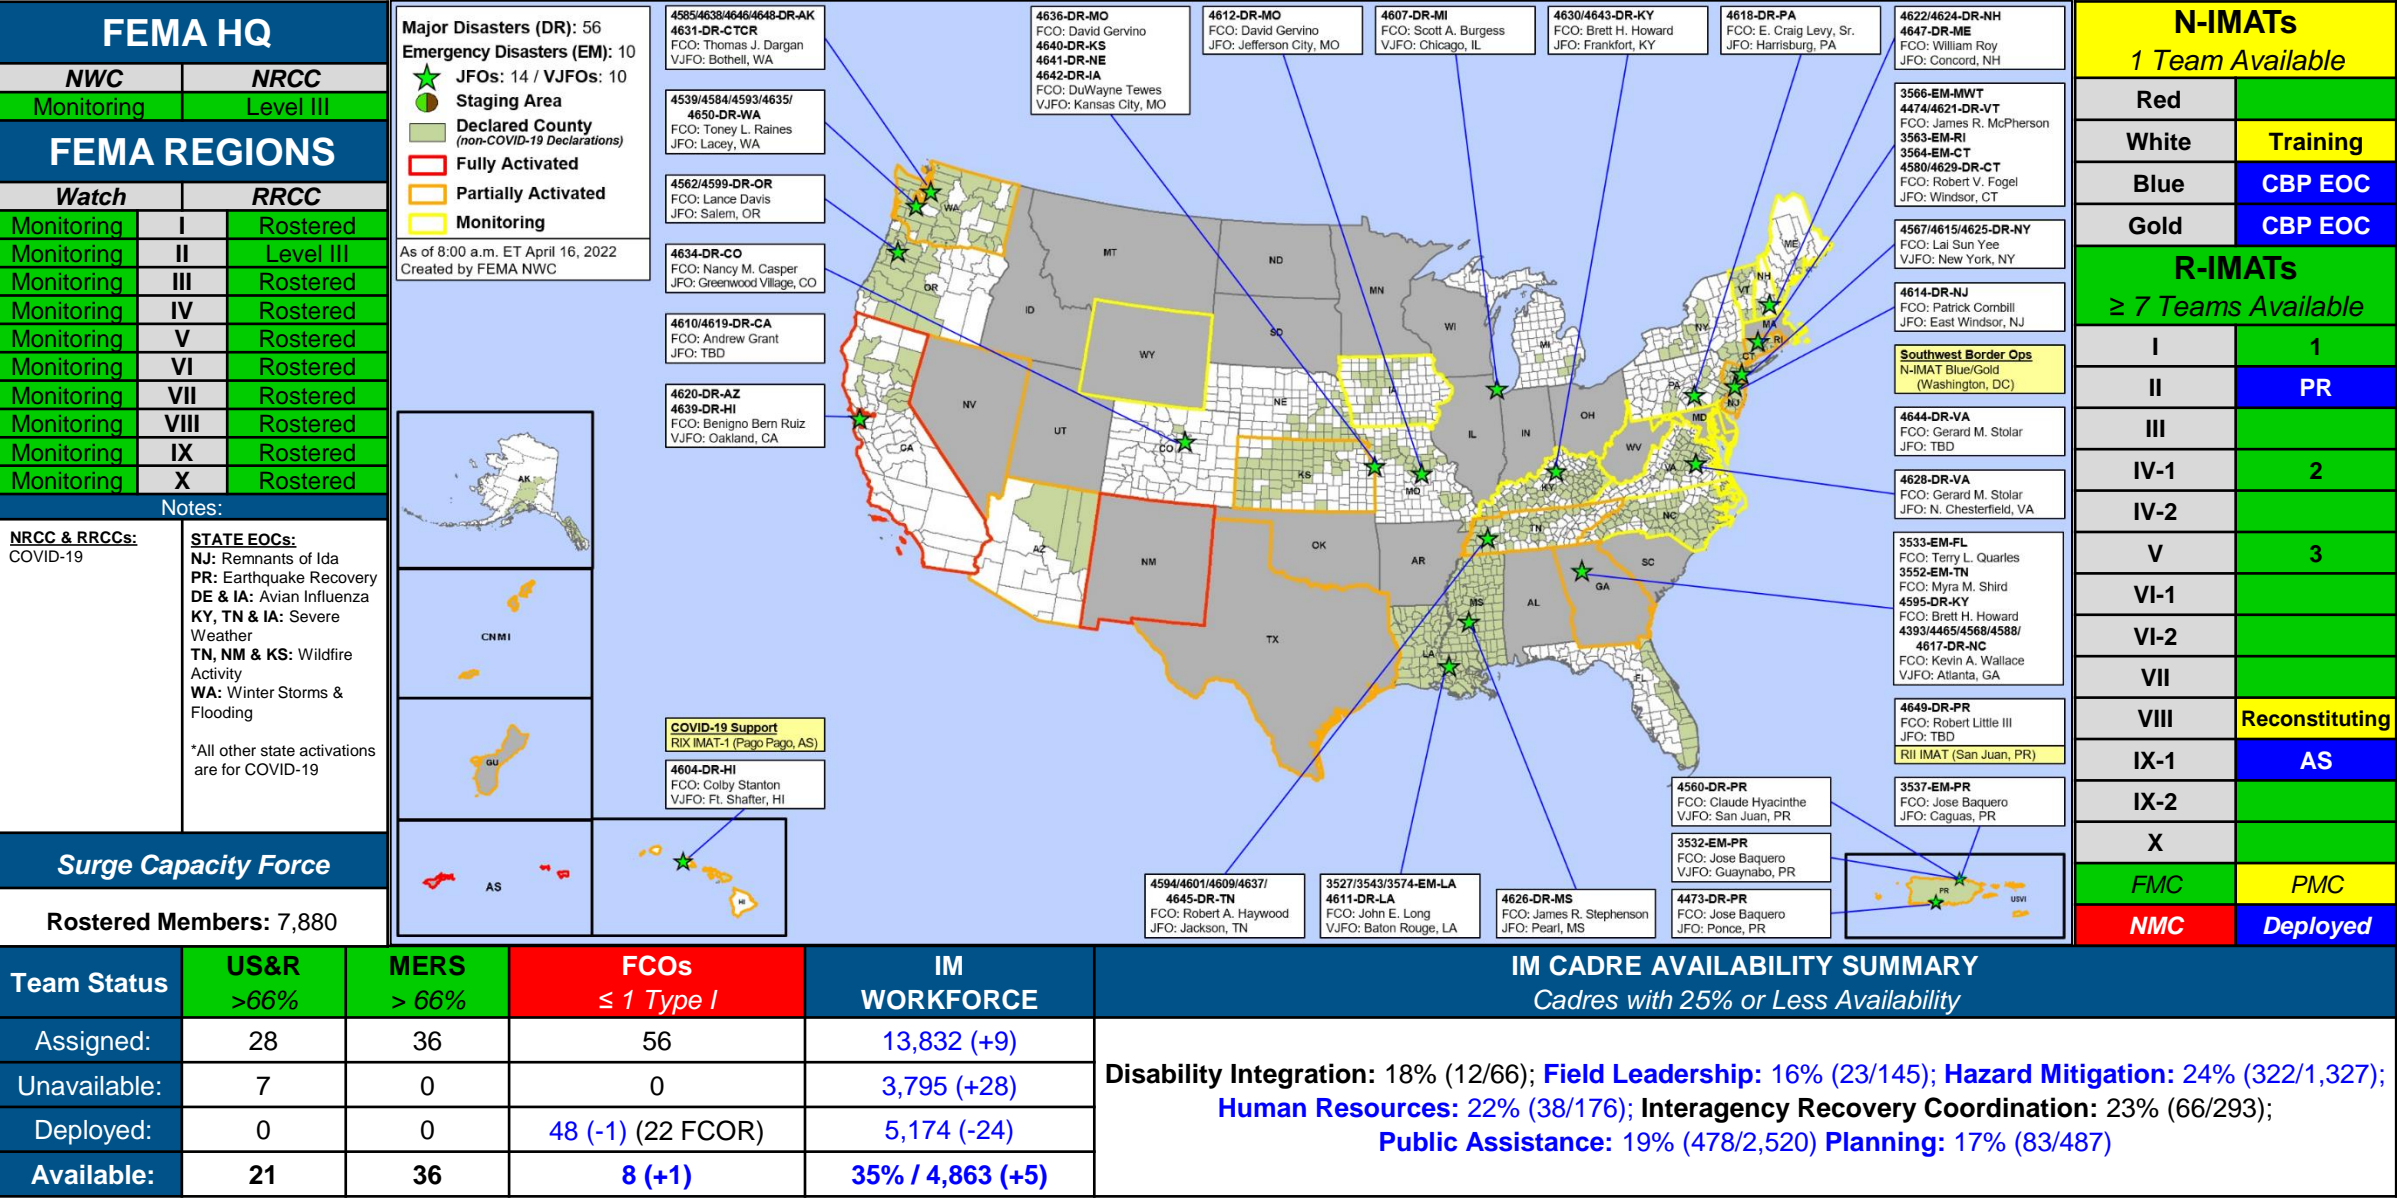 FEMA HQ
NWC NRCC
Monitoring Level III
FEMA REGIONS
Watch RRCC
Monitoring I Rostered
Monitoring II Level III
Monitoring III Rostered
Monitoring IV Rostered
Monitoring V Rostered
Monitoring VI Rostered
Monitoring VII Rostered
Monitoring VIII Rostered
Monitoring IX Rostered
Monitoring X Rostered
Notes:
NRCC & RRCCs:
COVID-19
STATE EOCs:
NJ: Remnants of Ida
PR: Earthquake Recovery
DE & IA: Avian Influenza
KY, TN & IA: Severe
Weather
TN, NM & KS: Wildfire
Activity
WA: Winter Storms &
Flooding
*All other state activations
are for COVID-19
Surge Capacity Force
Rostered Members: 7,880
Major Disasters (DR): 56
Emergency Disasters (EM): 10
JFOs: 14 / VJFOs: 10
Staging Area
Declared County
(non-COVID-19 Declarations)
Fully Activated
Partially Activated
Monitoring
As of 8:00 a.m. ET April 16, 2022
Created by FEMA NWC
4585/4638/4646/4648-DR-AK
4631-DR-CTCR
FCO: Thomas J. Dargan
VJFO: Bothell, WA
4539/4584/4593/4635/
4650-DR-WA
FCO: Toney L. Raines
JFO: Lacey, WA
4562/4599-DR-OR
FCO: Lance Davis
JFO: Salem, OR
4634-DR-CO
FCO: Nancy M. Casper
JFO: Greenwood Village, CO
4610/4619-DR-CA
FCO: Andrew Grant
JFO: TBD
4620-DR-AZ
4639-DR-HI
FCO: Benigno Bern Ruiz
VJFO: Oakland, CA
COVID-19 Support
RIX IMAT-1 (Pago Pago, AS)
4604-DR-HI
FCO: Colby Stanton
VJFO: Ft. Shafter, HI
4636-DR-MO
FCO: David Gervino
4640-DR-KS
4641-DR-NE
4642-DR-IA
FCO: DuWayne Tewes
VJFO: Kansas City, MO
4612-DR-MO
FCO: David Gervino
JFO: Jefferson City, MO
4607-DR-MI
FCO: Scott A. Burgess
VJFO: Chicago, IL
4630/4643-DR-KY
FCO: Brett H. Howard
JFO: Frankfort, KY
4618-DR-PA
FCO: E. Craig Levy, Sr.
JFO: Harrisburg, PA
4622/4624-DR-NH
4647-DR-ME
FCO: William Roy
JFO: Concord, NH
3566-EM-MWT
4474/4621-DR-VT
FCO: James R. McPherson
3563-EM-RI
3564-EM-CT
4580/4629-DR-CT
FCO: Robert V. Fogel
JFO: Windsor, CT
4567/4615/4625-DR-NY
FCO: Lai Sun Yee
VJFO: New York, NY
4614-DR-NJ
FCO: Patrick Cornbill
JFO: East Windsor, NJ
Southwest Border Ops
N-IMAT Blue/Gold
(Washington, DC)
4644-DR-VA
FCO: Gerard M. Stolar
JFO: TBD
4628-DR-VA
FCO: Gerard M. Stolar
JFO: N. Chesterfield, VA
3533-EM-FL
FCO: Terry L. Quarles
3552-EM-TN
FCO: Myra M. Shird
4595-DR-KY
FCO: Brett H. Howard
4393/4465/4568/4588/
4617-DR-NC
FCO: Kevin A. Wallace
VJFO: Atlanta, GA
4649-DR-PR
FCO: Robert Little III
JFO: TBD
RII IMAT (San Juan, PR)
4560-DR-PR
FCO: Claude Hyacinthe
VJFO: San Juan, PR
3537-EM-PR
FCO: Jose Baquero
JFO: Caguas, PR
3532-EM-PR
FCO: Jose Baquero
VJFO: Guaynabo, PR
4473-DR-PR
FCO: Jose Baquero
JFO: Ponce, PR
4594/4601/4609/4637/
4645-DR-TN
FCO: Robert A. Haywood
JFO: Jackson, TN
3527/3543/3574-EM-LA
4611-DR-LA
FCO: John E. Long
VJFO: Baton Rouge, LA
4626-DR-MS
FCO: James R. Stephenson
JFO: Pearl, MS
WA
MT
ND
MN
ME
NH
VT
OR
ID
SD
WI
MI
NY
MA
RI
CT
WY
IA
NE
PA
NJ
MD
NV
UT
CO
KS
MO
IL
IN
OH
WV
VA
KY
CA
AZ
NM
OK
AR
TN
NC
SC
TX
LA
MS
AL
GA
FL
AK
CNMI
GU
AS
HI
PR
USVI
N-IMATs
1 Team Available
Red
White Training
Blue CBP EOC
Gold CBP EOC
R-IMATs
≥ 7 Teams Available
I 1
II PR
III
IV-1 2
IV-2
V 3
VI-1
VI-2
VII
VIII Reconstituting
IX-1 AS
IX-2
X
FMC PMC
NMC Deployed
Team Status US&R >66% MERS > 66% FCOs ≤ 1 Type I IM WORKFORCE
Assigned: 28 36 56 13,832 (+9)
Unavailable: 7 0 0 3,795 (+28)
Deployed: 0 0 48 (-1) (22 FCOR) 5,174 (-24)
Available: 21 36 8 (+1) 35% / 4,863 (+5)
IM CADRE AVAILABILITY SUMMARY
Cadres with 25% or Less Availability
Disability Integration: 18% (12/66); Field Leadership: 16% (23/145); Hazard Mitigation: 24% (322/1,327);
Human Resources: 22% (38/176); Interagency Recovery Coordination: 23% (66/293);
Public Assistance: 19% (478/2,520) Planning: 17% (83/487)